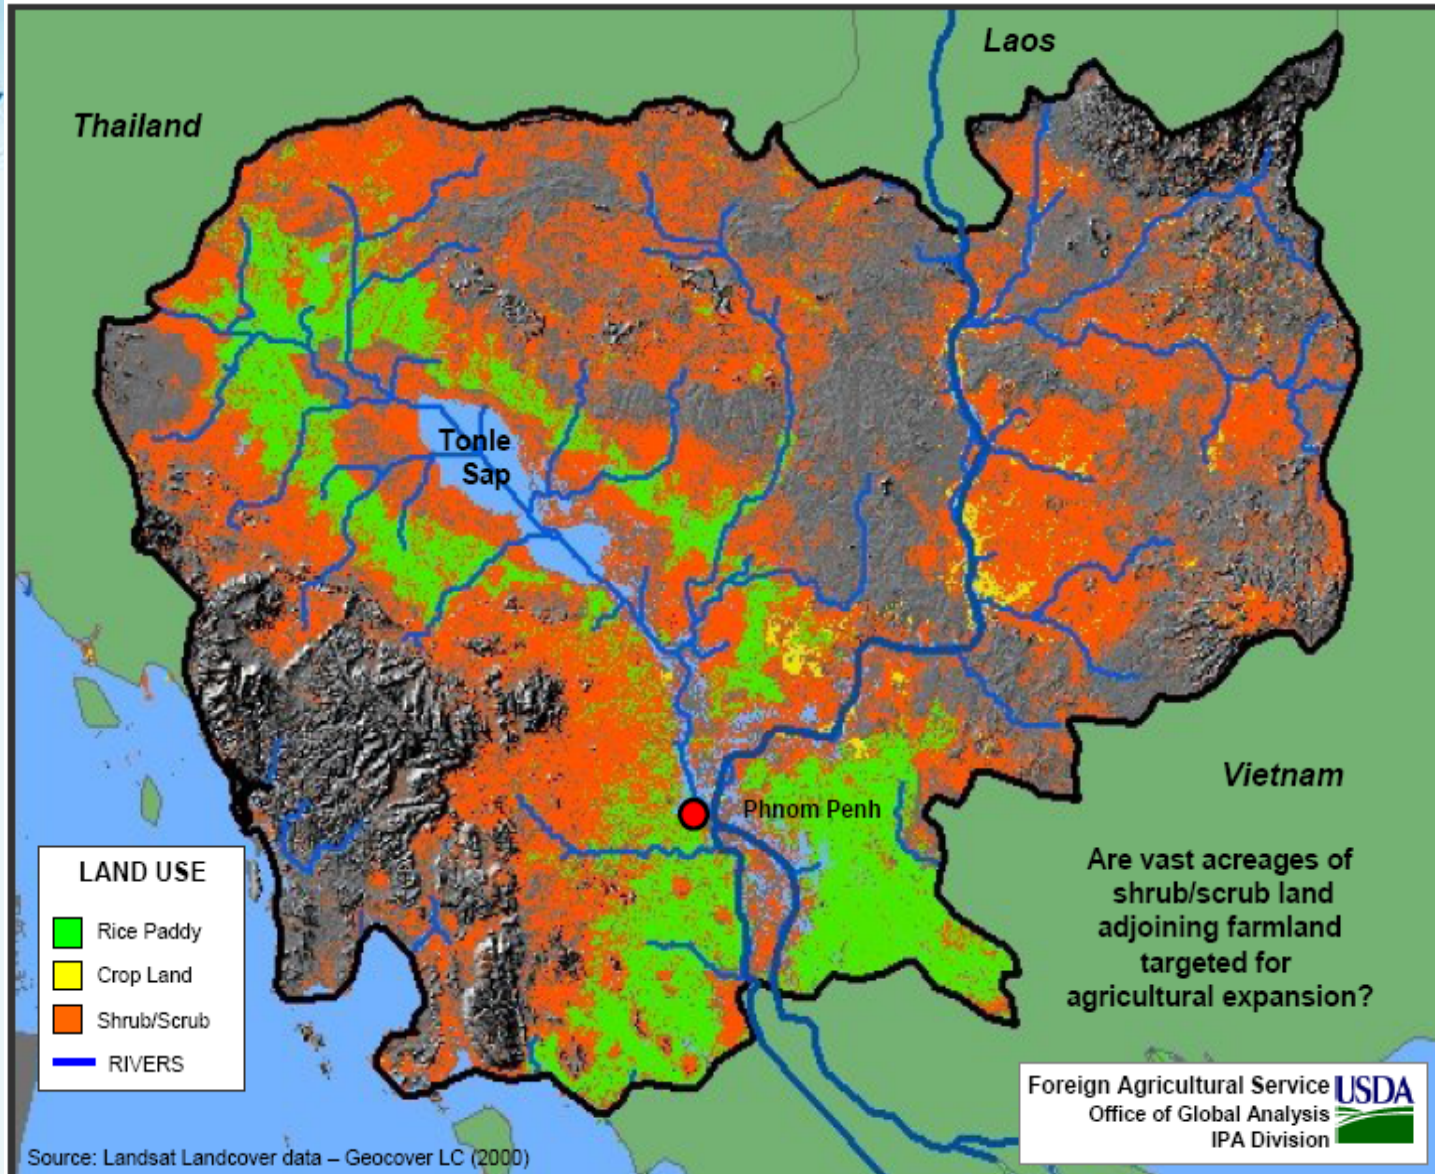 Laos
Thailand
Tonle
Sap
Phnom Penh
Vietnam
Are vast acreages of
shrub/scrub land
adjoining farmland
targeted for
agricultural expansion?
LAND USE
Rice Paddy
Crop Land
Shrub/Scrub
RIVERS
Foreign Agricultural Service
Office of Global Analysis
IPA Division
USDA
Source: Landsat Landcover data – Geocover LC (2000)